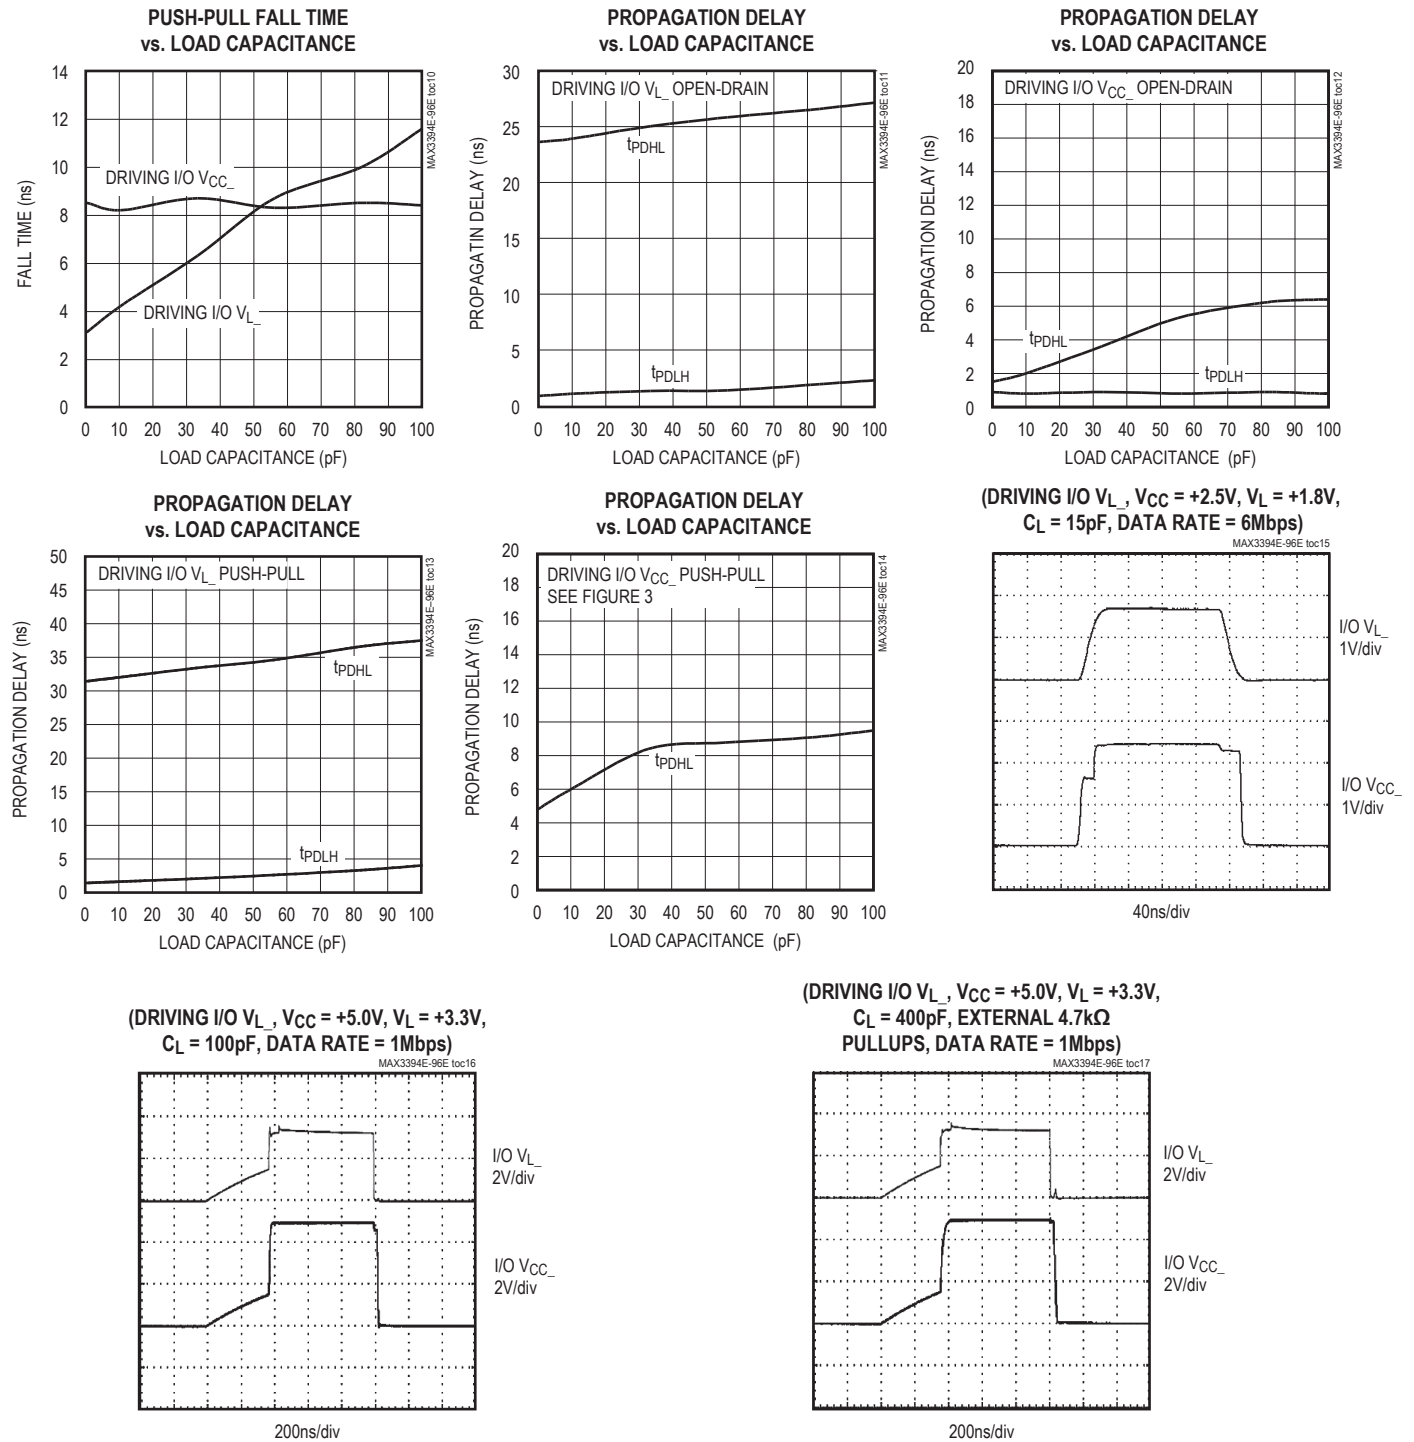 PUSH-PULL FALL TIME
vs. LOAD CAPACITANCE
14
12
10
8
6
4
2
0
FALL TIME (ns)
DRIVING I/O VCC_
DRIVING I/O VL_
MAX3394E-96E toc10
0 10 20 30 40 50 60 70 80 90 100
LOAD CAPACITANCE (pF)
PROPAGATION DELAY
vs. LOAD CAPACITANCE
30
25
20
15
10
5
0
PROPAGATIN DELAY (ns)
DRIVING I/O VL_ OPEN-DRAIN
tPDHL
tPDLH
MAX3394E-96E toc11
0 10 20 30 40 50 60 70 80 90 100
LOAD CAPACITANCE (pF)
PROPAGATION DELAY
vs. LOAD CAPACITANCE
20
18
16
14
12
10
8
6
4
2
0
PROPAGATION DELAY (ns)
DRIVING I/O VCC_ OPEN-DRAIN
tPDHL
tPDLH
MAX3394E-96E toc12
0 10 20 30 40 50 60 70 80 90 100
LOAD CAPACITANCE (pF)
PROPAGATION DELAY
vs. LOAD CAPACITANCE
50
45
40
35
30
25
20
15
10
5
0
PROPAGATION DELAY (ns)
DRIVING I/O VL_ PUSH-PULL
tPDHL
tPDLH
MAX3394E-96E toc13
0 10 20 30 40 50 60 70 80 90 100
LOAD CAPACITANCE (pF)
PROPAGATION DELAY
vs. LOAD CAPACITANCE
20
18
16
14
12
10
8
6
4
2
0
PROPAGATION DELAY (ns)
DRIVING I/O VCC_ PUSH-PULL
SEE FIGURE 3
tPDHL
MAX3394E-96E toc14
0 10 20 30 40 50 60 70 80 90 100
LOAD CAPACITANCE (pF)
(DRIVING I/O VL_, VCC = +2.5V, VL = +1.8V,
CL = 15pF, DATA RATE = 6Mbps)
MAX3394E-96E toc15
I/O VL_
1V/div
I/O VCC_
1V/div
40ns/div
(DRIVING I/O VL_, VCC = +5.0V, VL = +3.3V,
CL = 100pF, DATA RATE = 1Mbps)
MAX3394E-96E toc16
I/O VL_
2V/div
I/O VCC_
2V/div
200ns/div
(DRIVING I/O VL_, VCC = +5.0V, VL = +3.3V,
CL = 400pF, EXTERNAL 4.7kΩ
PULLUPS, DATA RATE = 1Mbps)
MAX3394E-96E toc17
I/O VL_
2V/div
I/O VCC_
2V/div
200ns/div